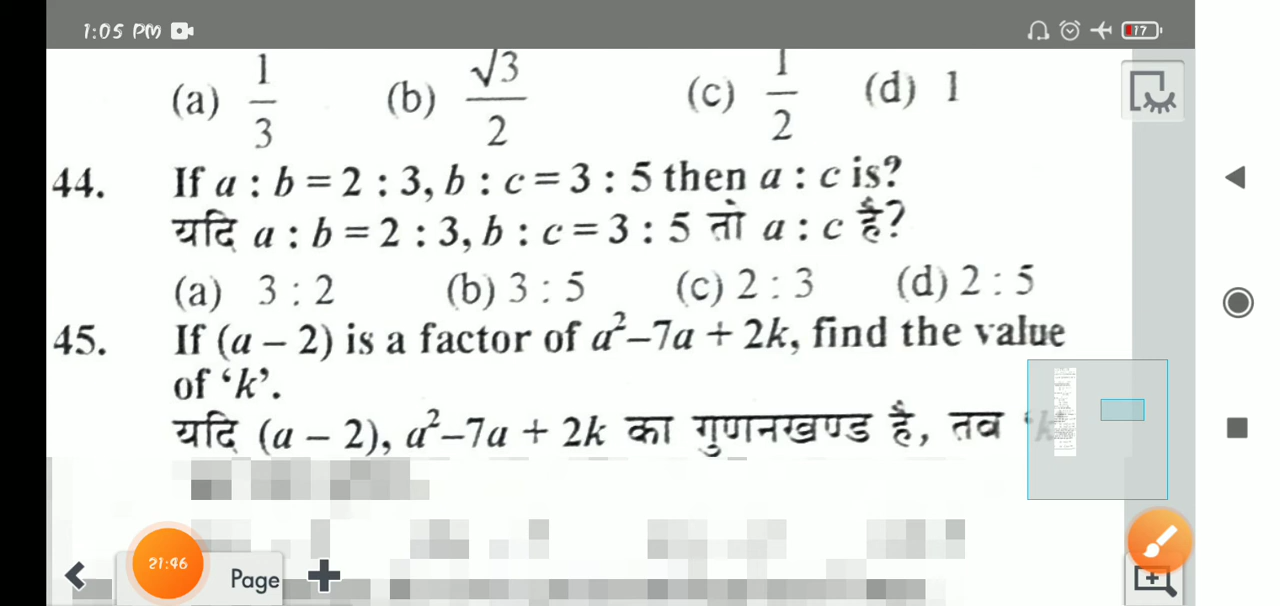 1:05 PM 17
(a) 1/3 (b) √3/2 (c) 1/2 (d) 1
44. If a : b = 2 : 3, b : c = 3 : 5 then a : c is?
यदि a : b = 2 : 3, b : c = 3 : 5 तो a : c है?
(a) 3 : 2 (b) 3 : 5 (c) 2 : 3 (d) 2 : 5
45. If (a – 2) is a factor of a²–7a + 2k, find the value
of ‘k’.
यदि (a – 2), a²–7a + 2k का गुणनखण्ड है, तब ‘k
21:46 Page